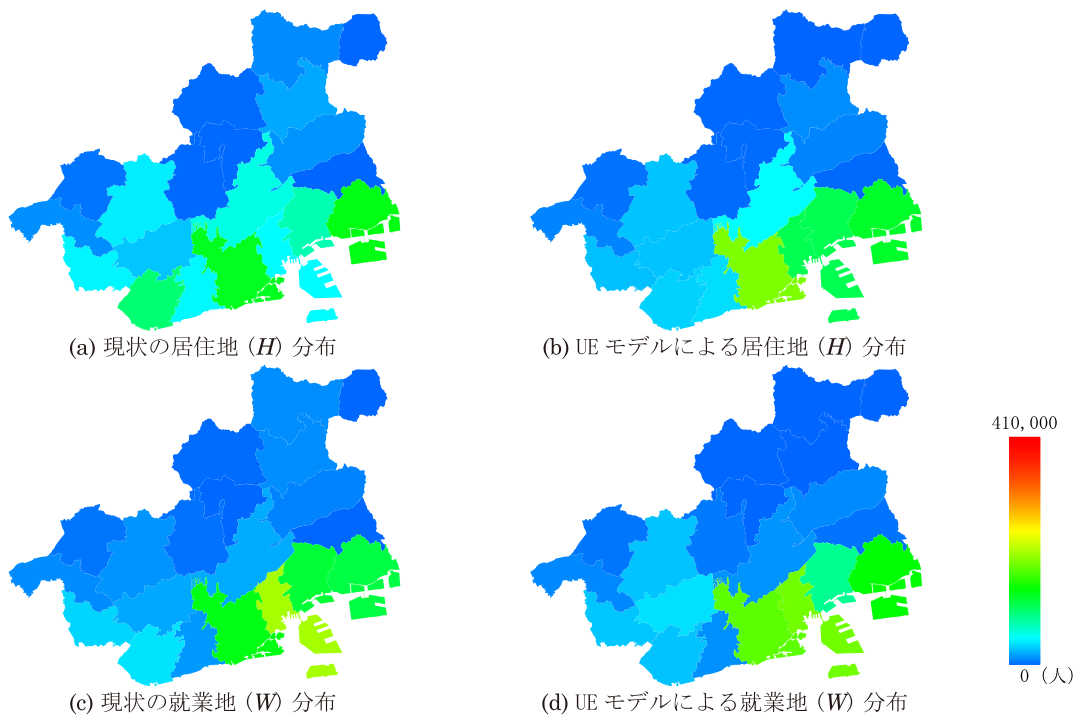 (a) 現状の居住地 (H) 分布
(b) UE モデルによる居住地 (H) 分布
410,000
0 (人)
(c) 現状の就業地 (W) 分布
(d) UE モデルによる就業地 (W) 分布